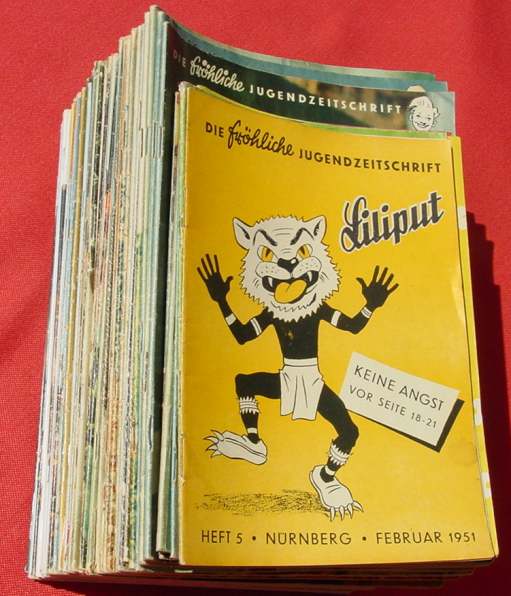 DIE fröhliche JUGENDZEITSCHRIFT
DIE fröhliche JUGENDZEITSCHRIFT
Liliput
KEINE ANGST
VOR SEITE 18-21
HEFT 5 • NÜRNBERG • FEBRUAR 1951